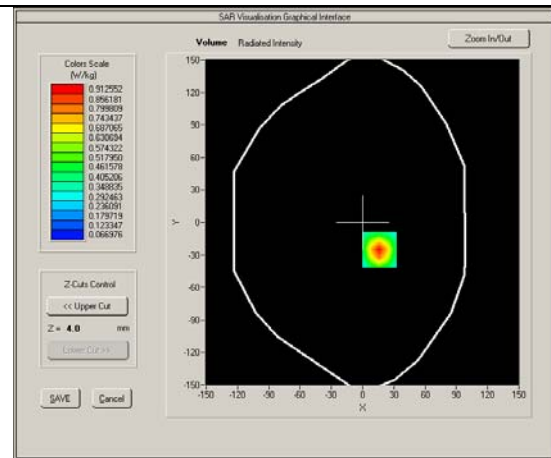 SAR Visualisation Graphical Interface
Volume Radiated Intensity
Zoom In/Out
Colors Scale
(W/kg)
0.912552
0.856181
0.799809
0.743437
0.687065
0.630694
0.574322
0.517950
0.461578
0.405206
0.348835
0.292463
0.236091
0.179719
0.123347
0.066976
Z-Cuts Control
<< Upper Cut
Z = 4.0 mm
Lower Cut >>
SAVE Cancel
150
120
90
60
30
0
-30
-60
-90
-120
-150
Y
-150 -120 -90 -60 -30 0 30 60 90 120 150
X